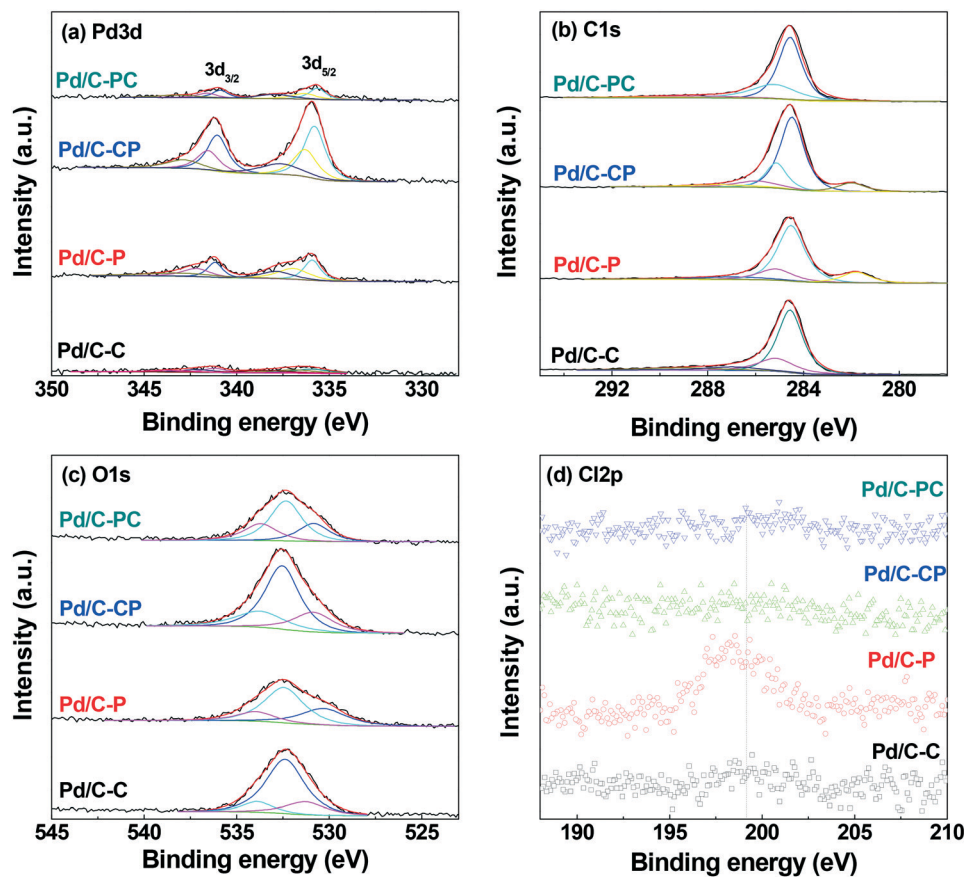 (a) Pd3d
Pd/C-PC
3d3/2
3d5/2
Pd/C-CP
Pd/C-P
Pd/C-C
350 345 340 335 330
Binding energy (eV)
Intensity (a.u.)
(b) C1s
Pd/C-PC
Pd/C-CP
Pd/C-P
Pd/C-C
292 288 284 280
Binding energy (eV)
Intensity (a.u.)
(c) O1s
Pd/C-PC
Pd/C-CP
Pd/C-P
Pd/C-C
545 540 535 530 525
Binding energy (eV)
Intensity (a.u.)
(d) Cl2p
Pd/C-PC
Pd/C-CP
Pd/C-P
Pd/C-C
190 195 200 205 210
Binding energy (eV)
Intensity (a.u.)